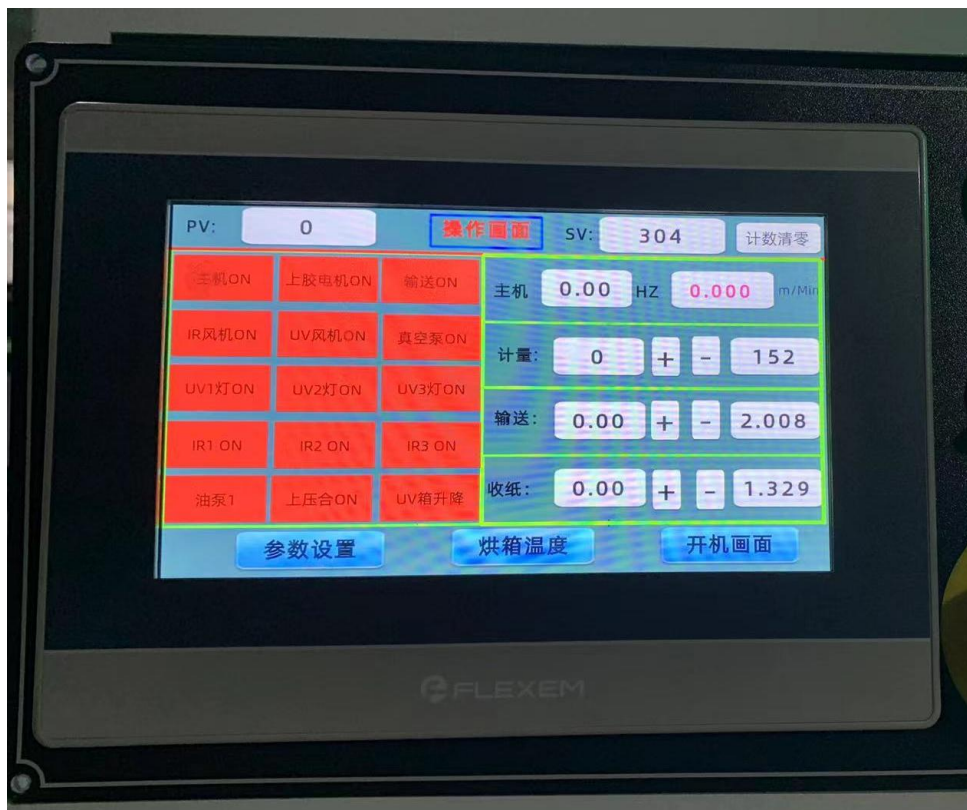 PV: 0 操作画面 SV: 304 计数清零
主机ON 上胶电机ON 输送ON
主机 0.00 HZ 0.000 m/Min
IR风机ON UV风机ON 真空泵ON
计量: 0 + - 152
UV1灯ON UV2灯ON UV3灯ON
输送: 0.00 + - 2.008
IR1 ON IR2 ON IR3 ON
收纸: 0.00 + - 1.329
油泵1 上压合ON UV箱升降
参数设置 烘箱温度 开机画面
FLEXEM